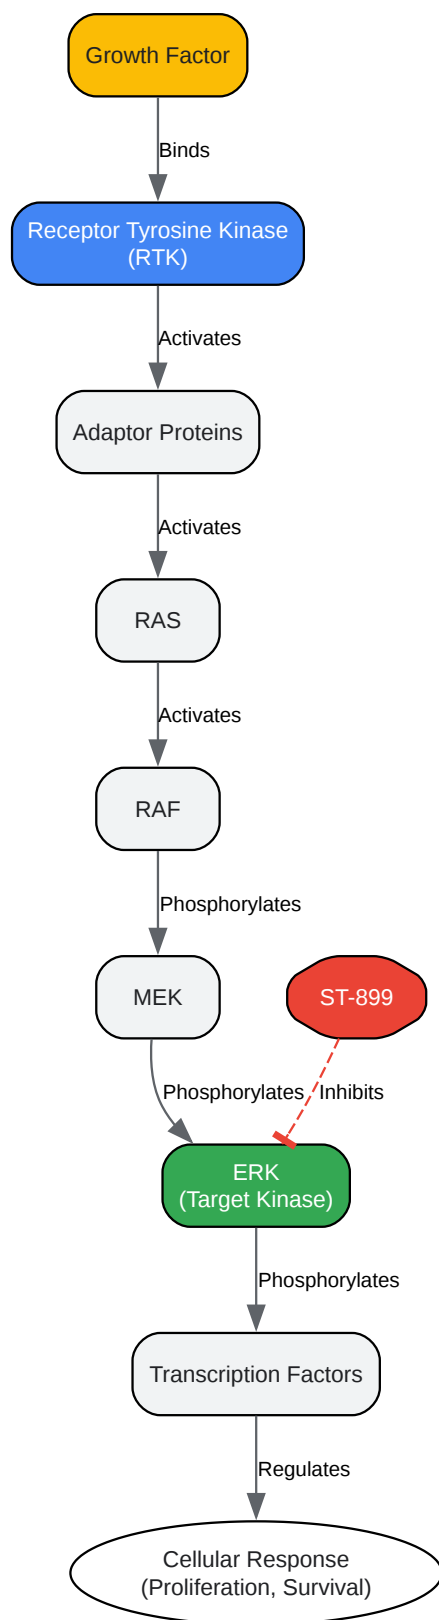 Growth Factor
Binds
Receptor Tyrosine Kinase
(RTK)
Activates
Adaptor Proteins
Activates
RAS
Activates
RAF
Phosphorylates
MEK
ST-899
Phosphorylates
Inhibits
ERK
(Target Kinase)
Phosphorylates
Transcription Factors
Regulates
Cellular Response
(Proliferation, Survival)